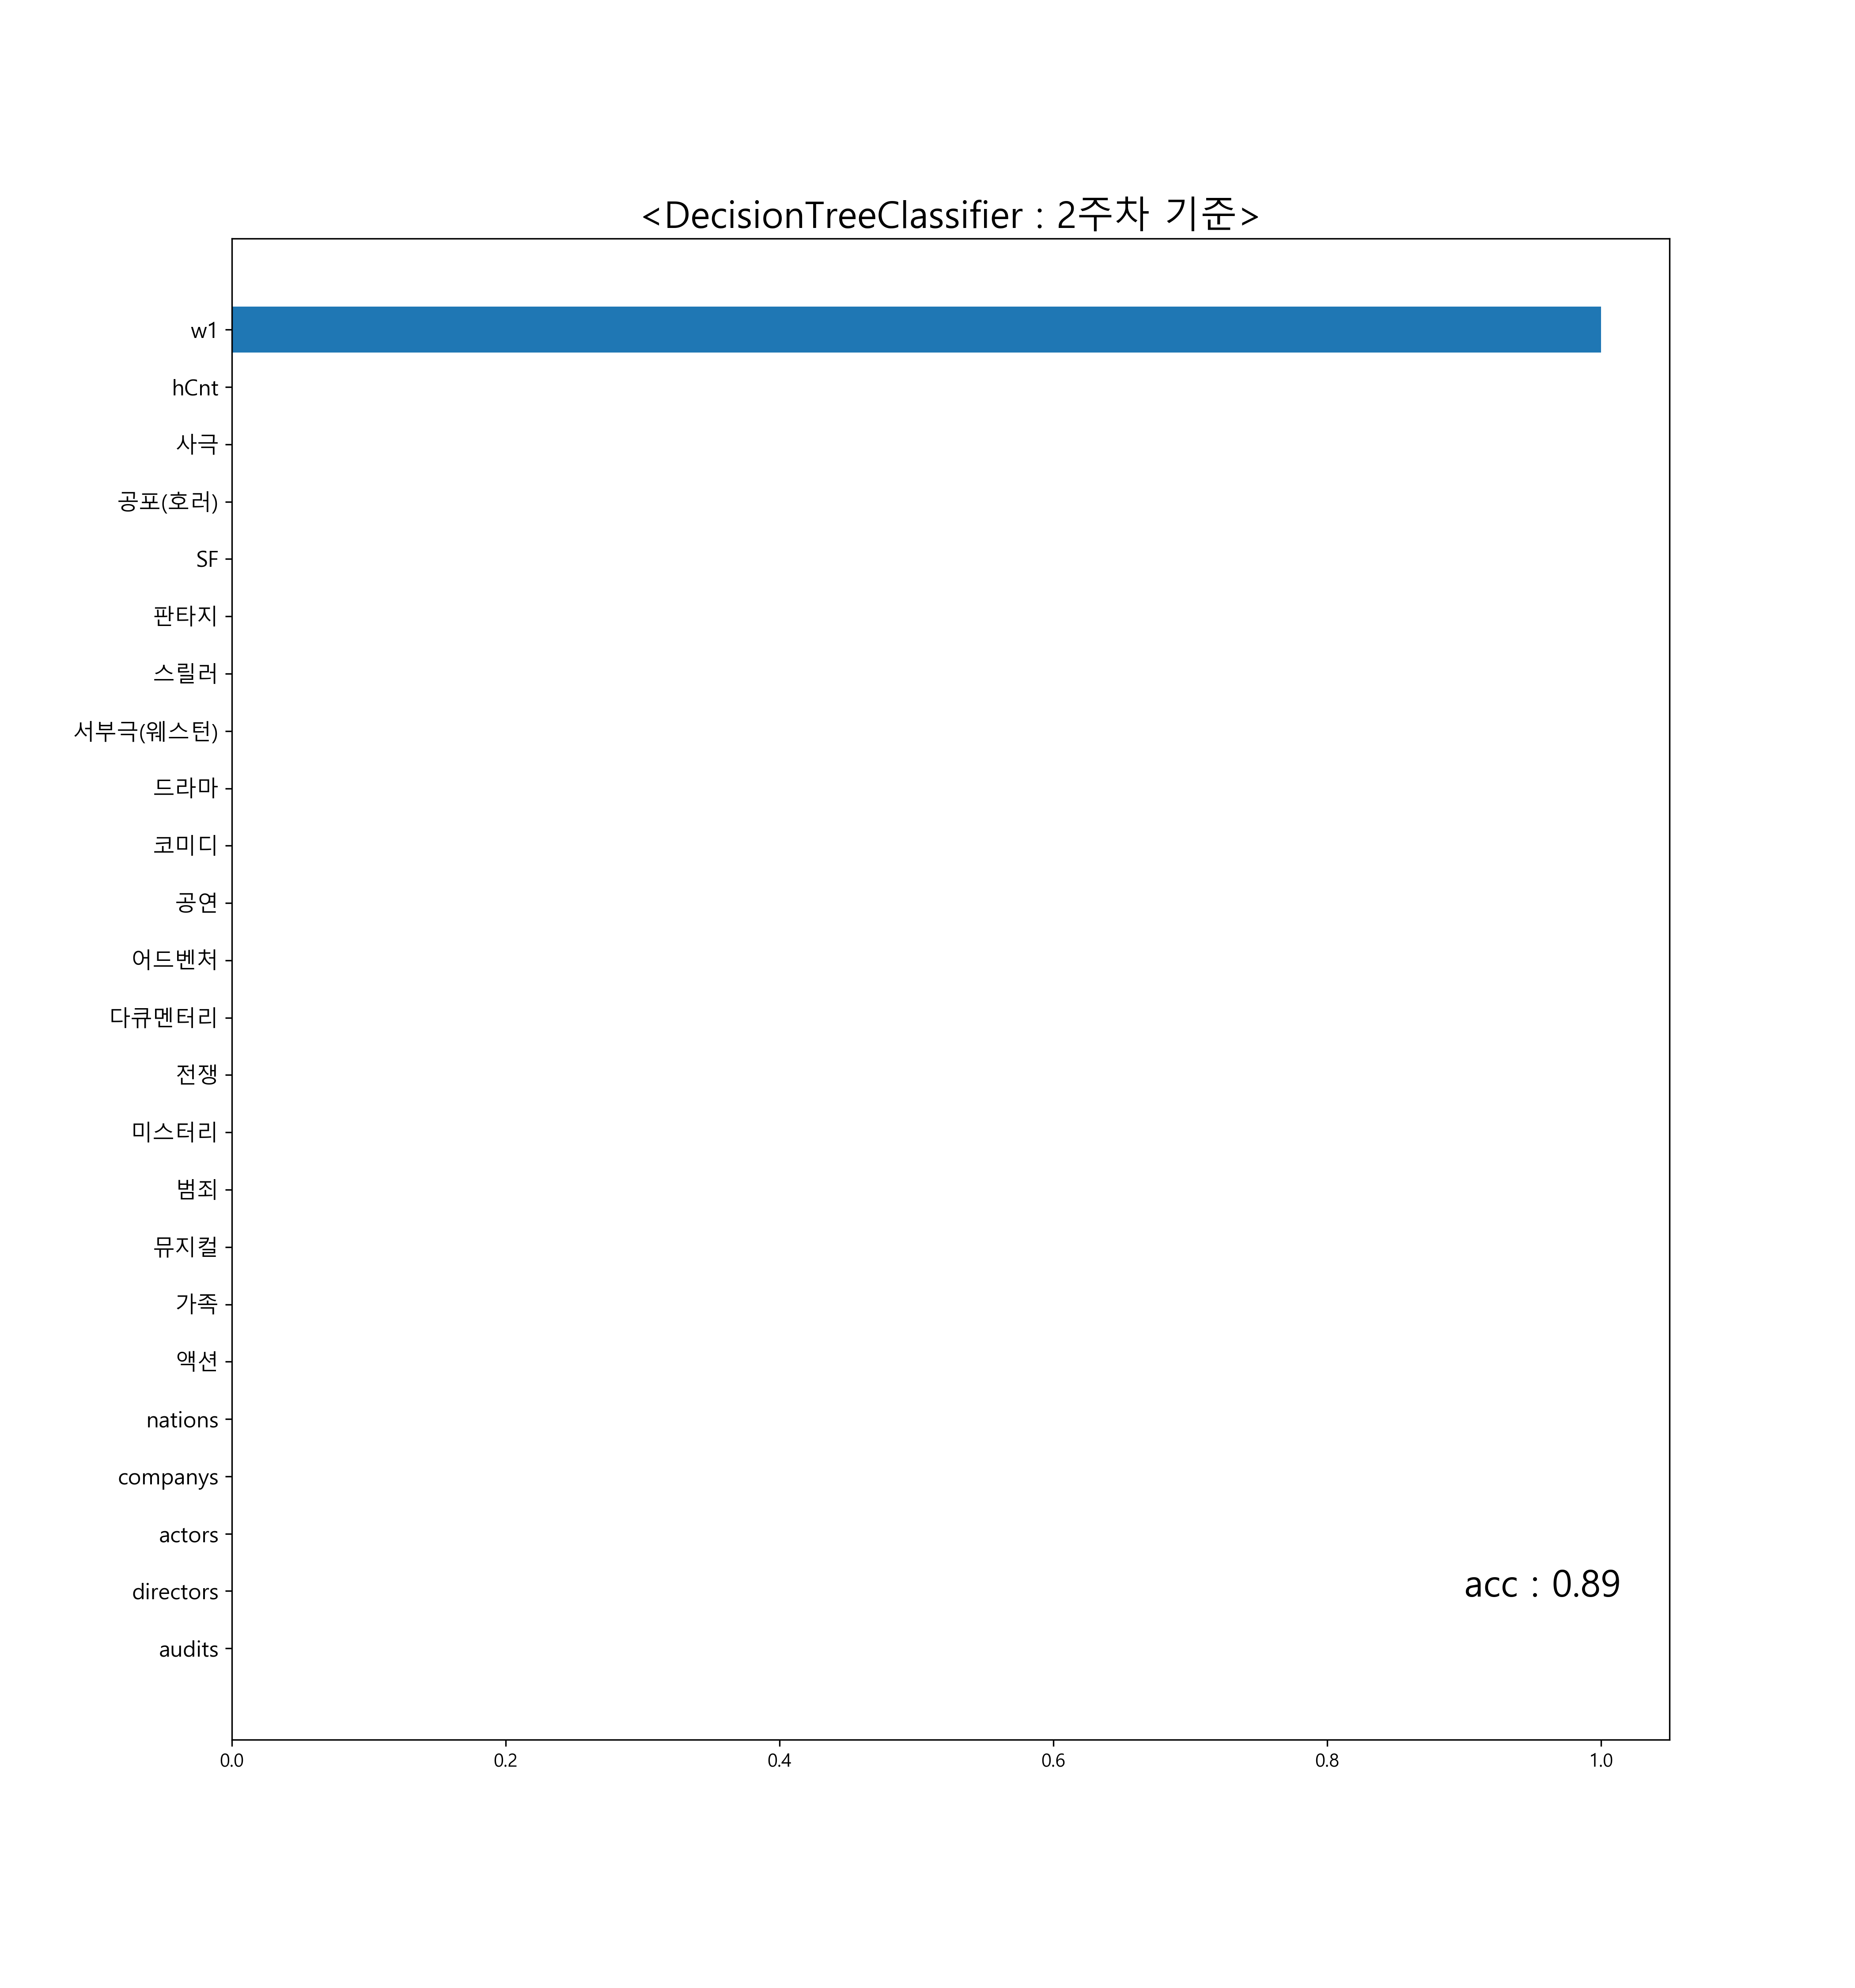 <DecisionTreeClassifier : 2주차 기준>
w1
hCnt
사극
공포(호러)
SF
판타지
스릴러
서부극(웨스턴)
드라마
코미디
공연
어드벤처
다큐멘터리
전쟁
미스터리
범죄
뮤지컬
가족
액션
nations
companys
actors
directors
acc : 0.89
audits
0.0 0.2 0.4 0.6 0.8 1.0